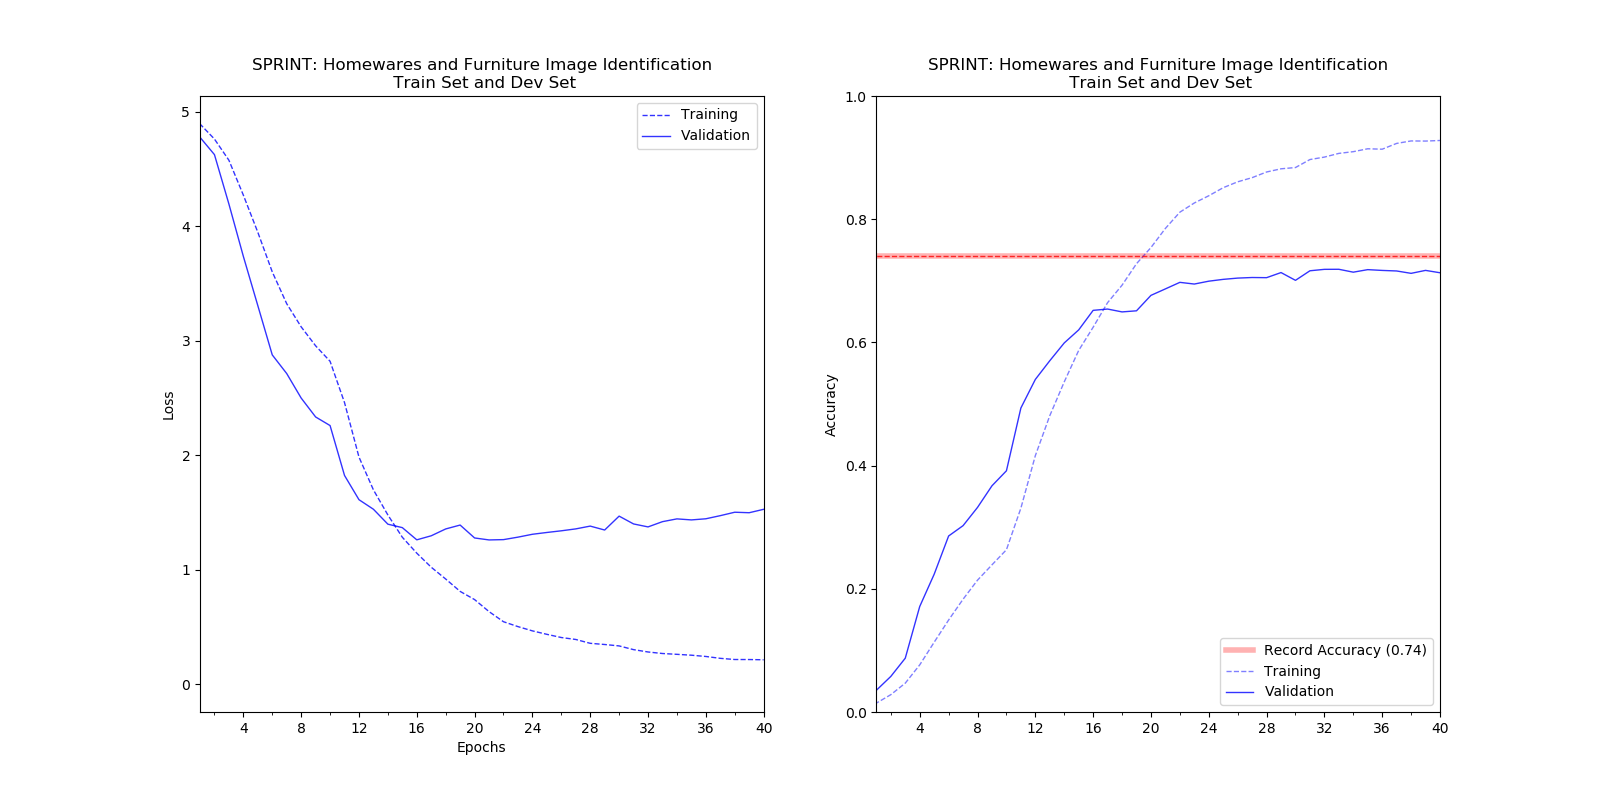 SPRINT: Homewares and Furniture Image Identification
Train Set and Dev Set
Training
Validation
5
4
3
2
1
0
Loss
4
8
12
16
20
24
28
32
36
40
Epochs
SPRINT: Homewares and Furniture Image Identification
Train Set and Dev Set
1.0
0.8
0.6
0.4
0.2
0.0
Accuracy
Record Accuracy (0.74)
Training
Validation
4
8
12
16
20
24
28
32
36
40